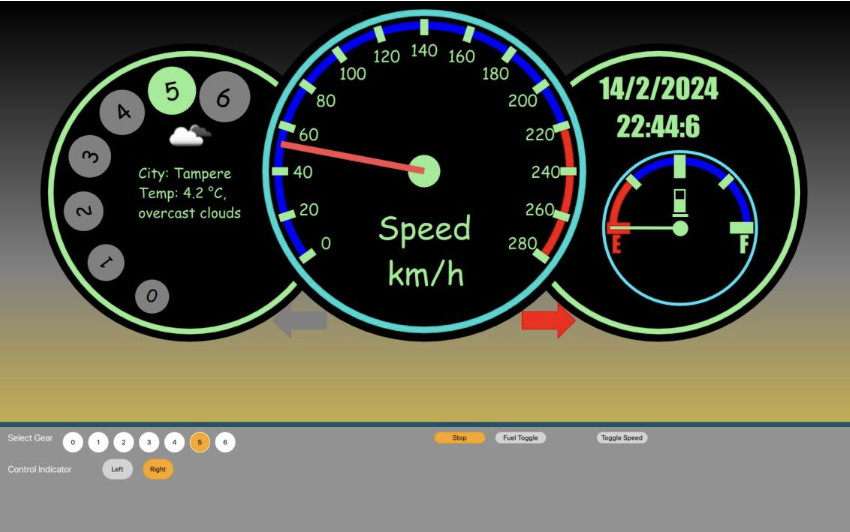 0
1
2
3
4
5
6
City: Tampere
Temp: 4.2 °C,
overcast clouds
0
20
40
60
80
100
120
140
160
180
200
220
240
260
280
Speed
km/h
14/2/2024
22:44:6
E
F
Select Gear 0 1 2 3 4 5 6 Stop Fuel Toggle Toggle Speed
Control Indicator Left Right